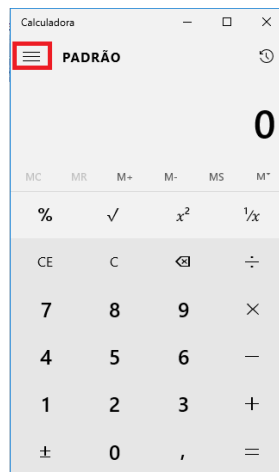 Calculadora
PADRÃO
0
MC MR M+ M- MS M˅
% √ x² ¹/x
CE C ÷
7 8 9 ×
4 5 6 −
1 2 3 +
± 0 , =